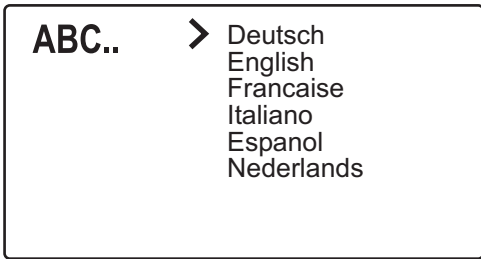 ABC.. > Deutsch
English
Francaise
Italiano
Espanol
Nederlands